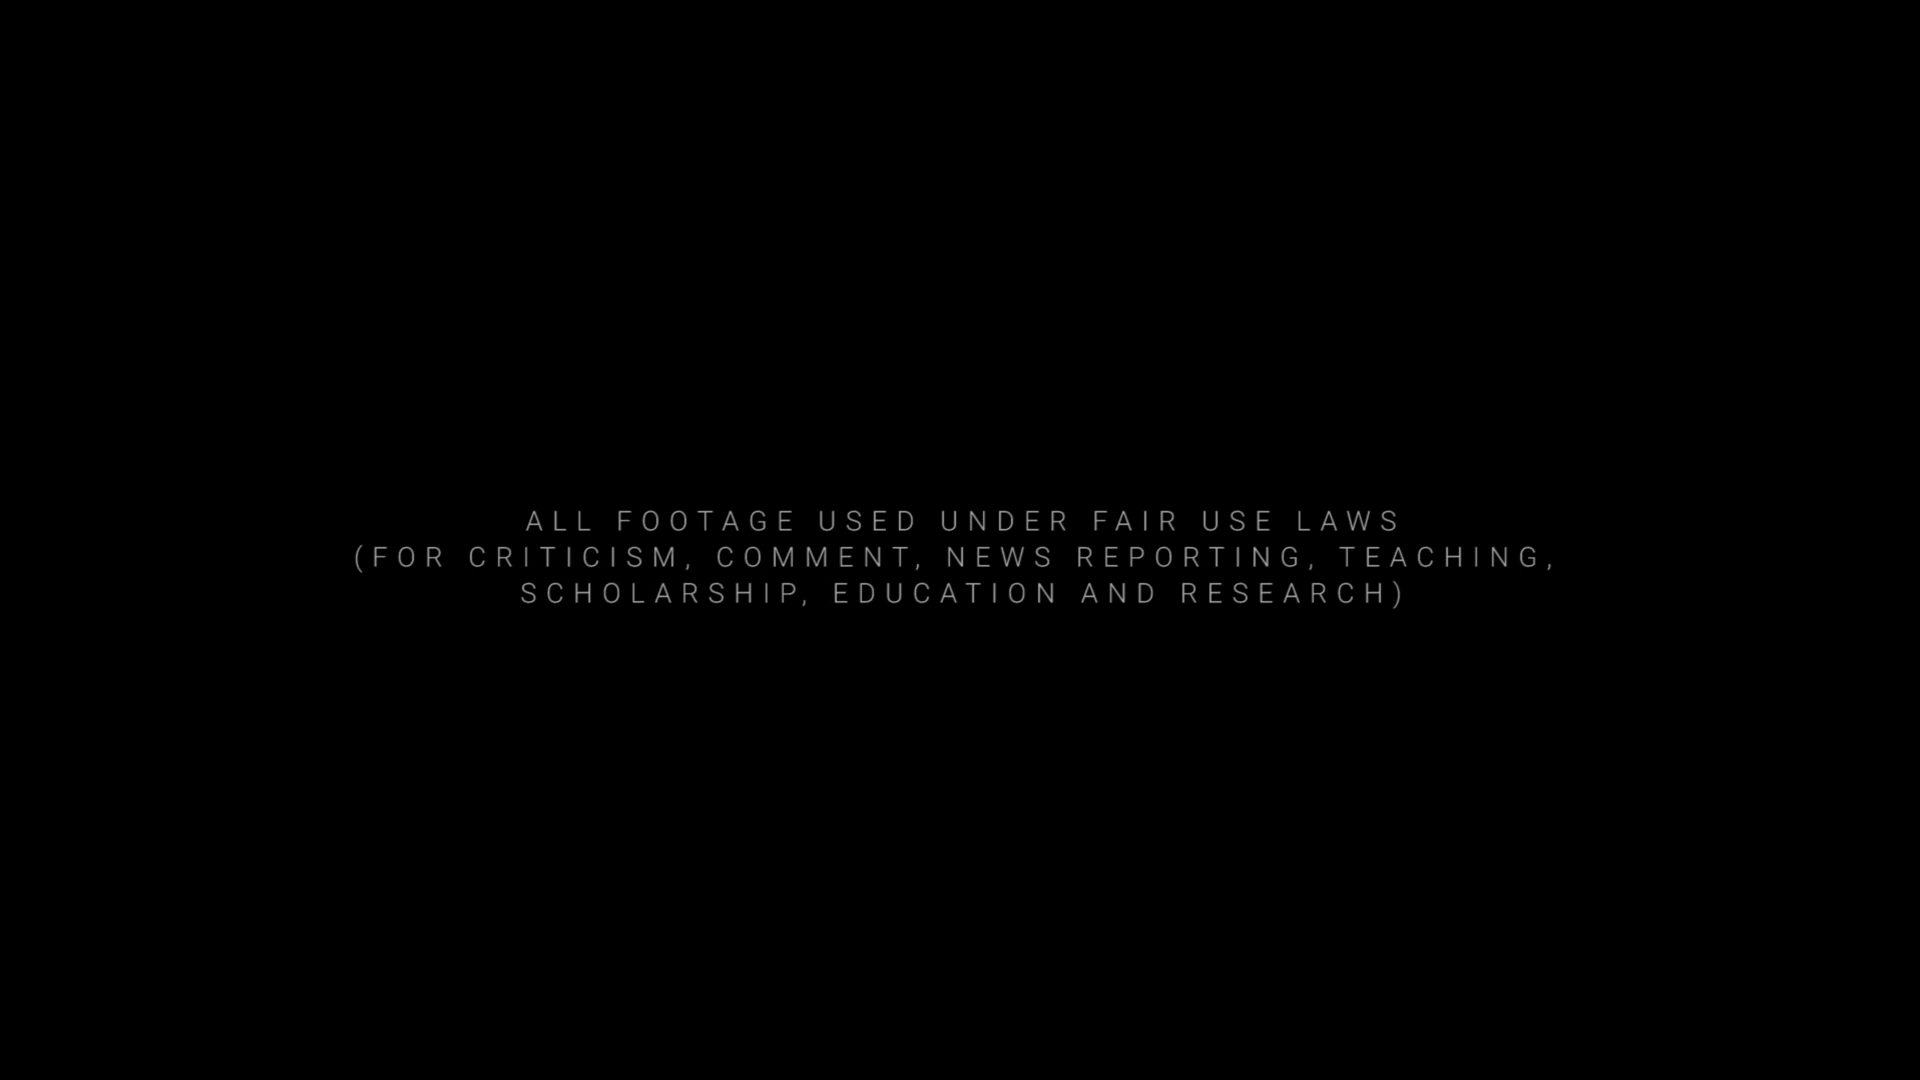 ALL FOOTAGE USED UNDER FAIR USE LAWS
(FOR CRITICISM, COMMENT, NEWS REPORTING, TEACHING,
SCHOLARSHIP, EDUCATION AND RESEARCH)